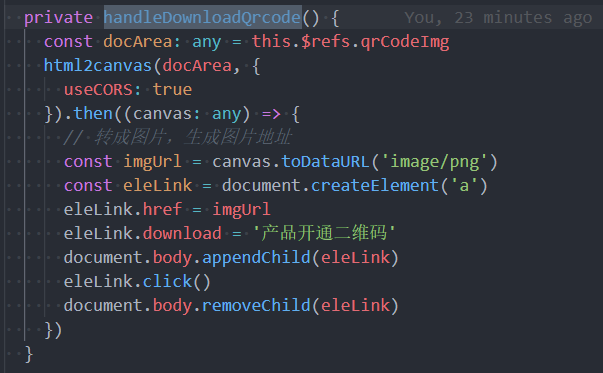 private handleDownloadQrcode() { You, 23 minutes ago
const docArea: any = this.$refs.qrCodeImg
html2canvas(docArea, {
useCORS: true
}).then((canvas: any) => {
// 转成图片，生成图片地址
const imgUrl = canvas.toDataURL('image/png')
const eleLink = document.createElement('a')
eleLink.href = imgUrl
eleLink.download = '产品开通二维码'
document.body.appendChild(eleLink)
eleLink.click()
document.body.removeChild(eleLink)
})
}